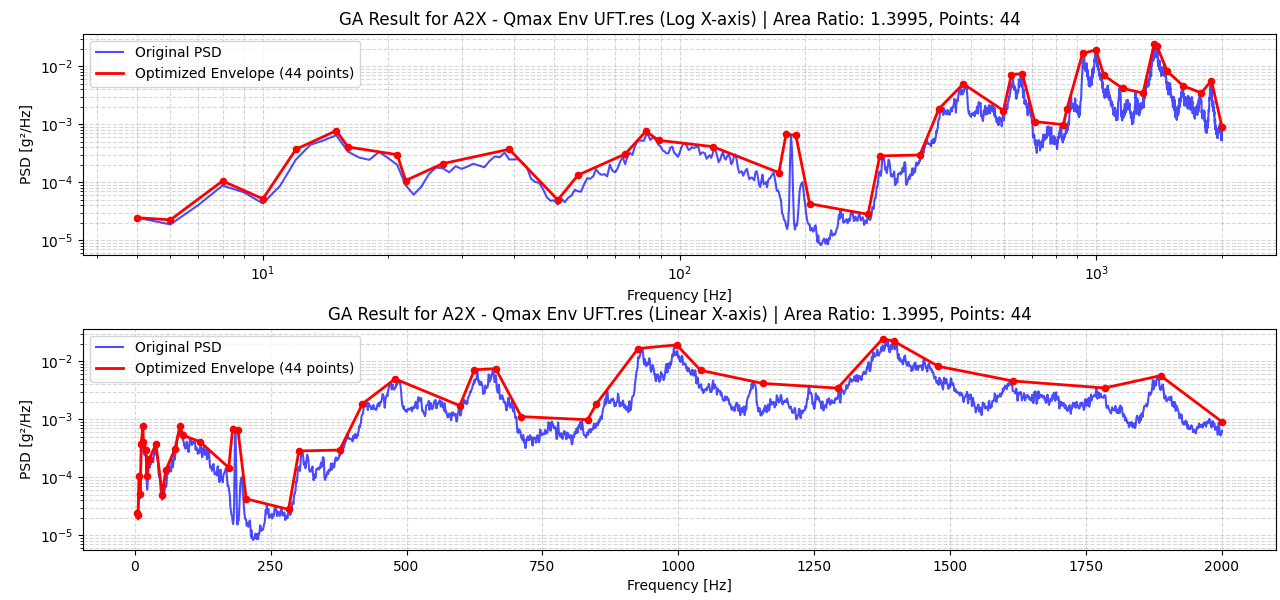 GA Result for A2X - Qmax Env UFT.res (Log X-axis) | Area Ratio: 1.3995, Points: 44
Original PSD
Optimized Envelope (44 points)
PSD [g²/Hz]
10⁻²
10⁻³
10⁻⁴
10⁻⁵
10¹
10²
10³
Frequency [Hz]
GA Result for A2X - Qmax Env UFT.res (Linear X-axis) | Area Ratio: 1.3995, Points: 44
Original PSD
Optimized Envelope (44 points)
PSD [g²/Hz]
10⁻²
10⁻³
10⁻⁴
10⁻⁵
0
250
500
750
1000
1250
1500
1750
2000
Frequency [Hz]